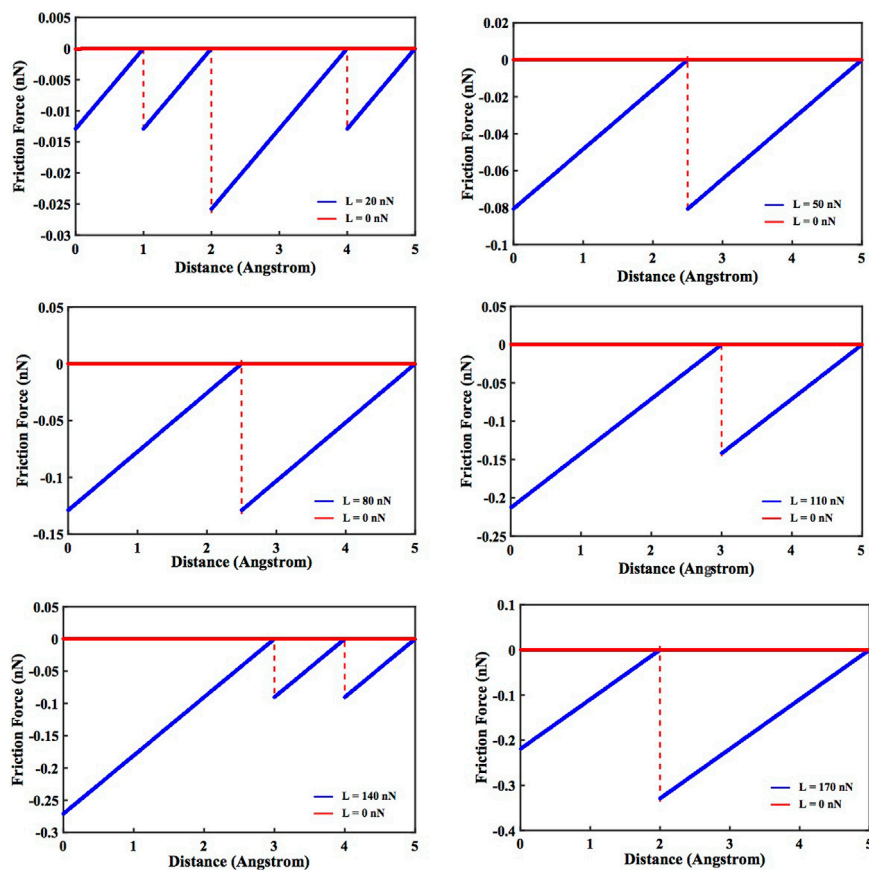 0.005
0
-0.005
-0.01
-0.015
-0.02
-0.025
-0.03
0 1 2 3 4 5
Friction Force (nN)
Distance (Angstrom)
L = 20 nN
L = 0 nN
0.02
0
-0.02
-0.04
-0.06
-0.08
-0.1
0 1 2 3 4 5
Friction Force (nN)
Distance (Angstrom)
L = 50 nN
L = 0 nN
0.05
0
-0.05
-0.1
-0.15
0 1 2 3 4 5
Friction Force (nN)
Distance (Angstrom)
L = 80 nN
L = 0 nN
0.05
0
-0.05
-0.1
-0.15
-0.2
-0.25
0 1 2 3 4 5
Friction Force (nN)
Distance (Angstrom)
L = 110 nN
L = 0 nN
0.05
0
-0.05
-0.1
-0.15
-0.2
-0.25
-0.3
0 1 2 3 4 5
Friction Force (nN)
Distance (Angstrom)
L = 140 nN
L = 0 nN
0.1
0
-0.1
-0.2
-0.3
-0.4
0 1 2 3 4 5
Friction Force (nN)
Distance (Angstrom)
L = 170 nN
L = 0 nN